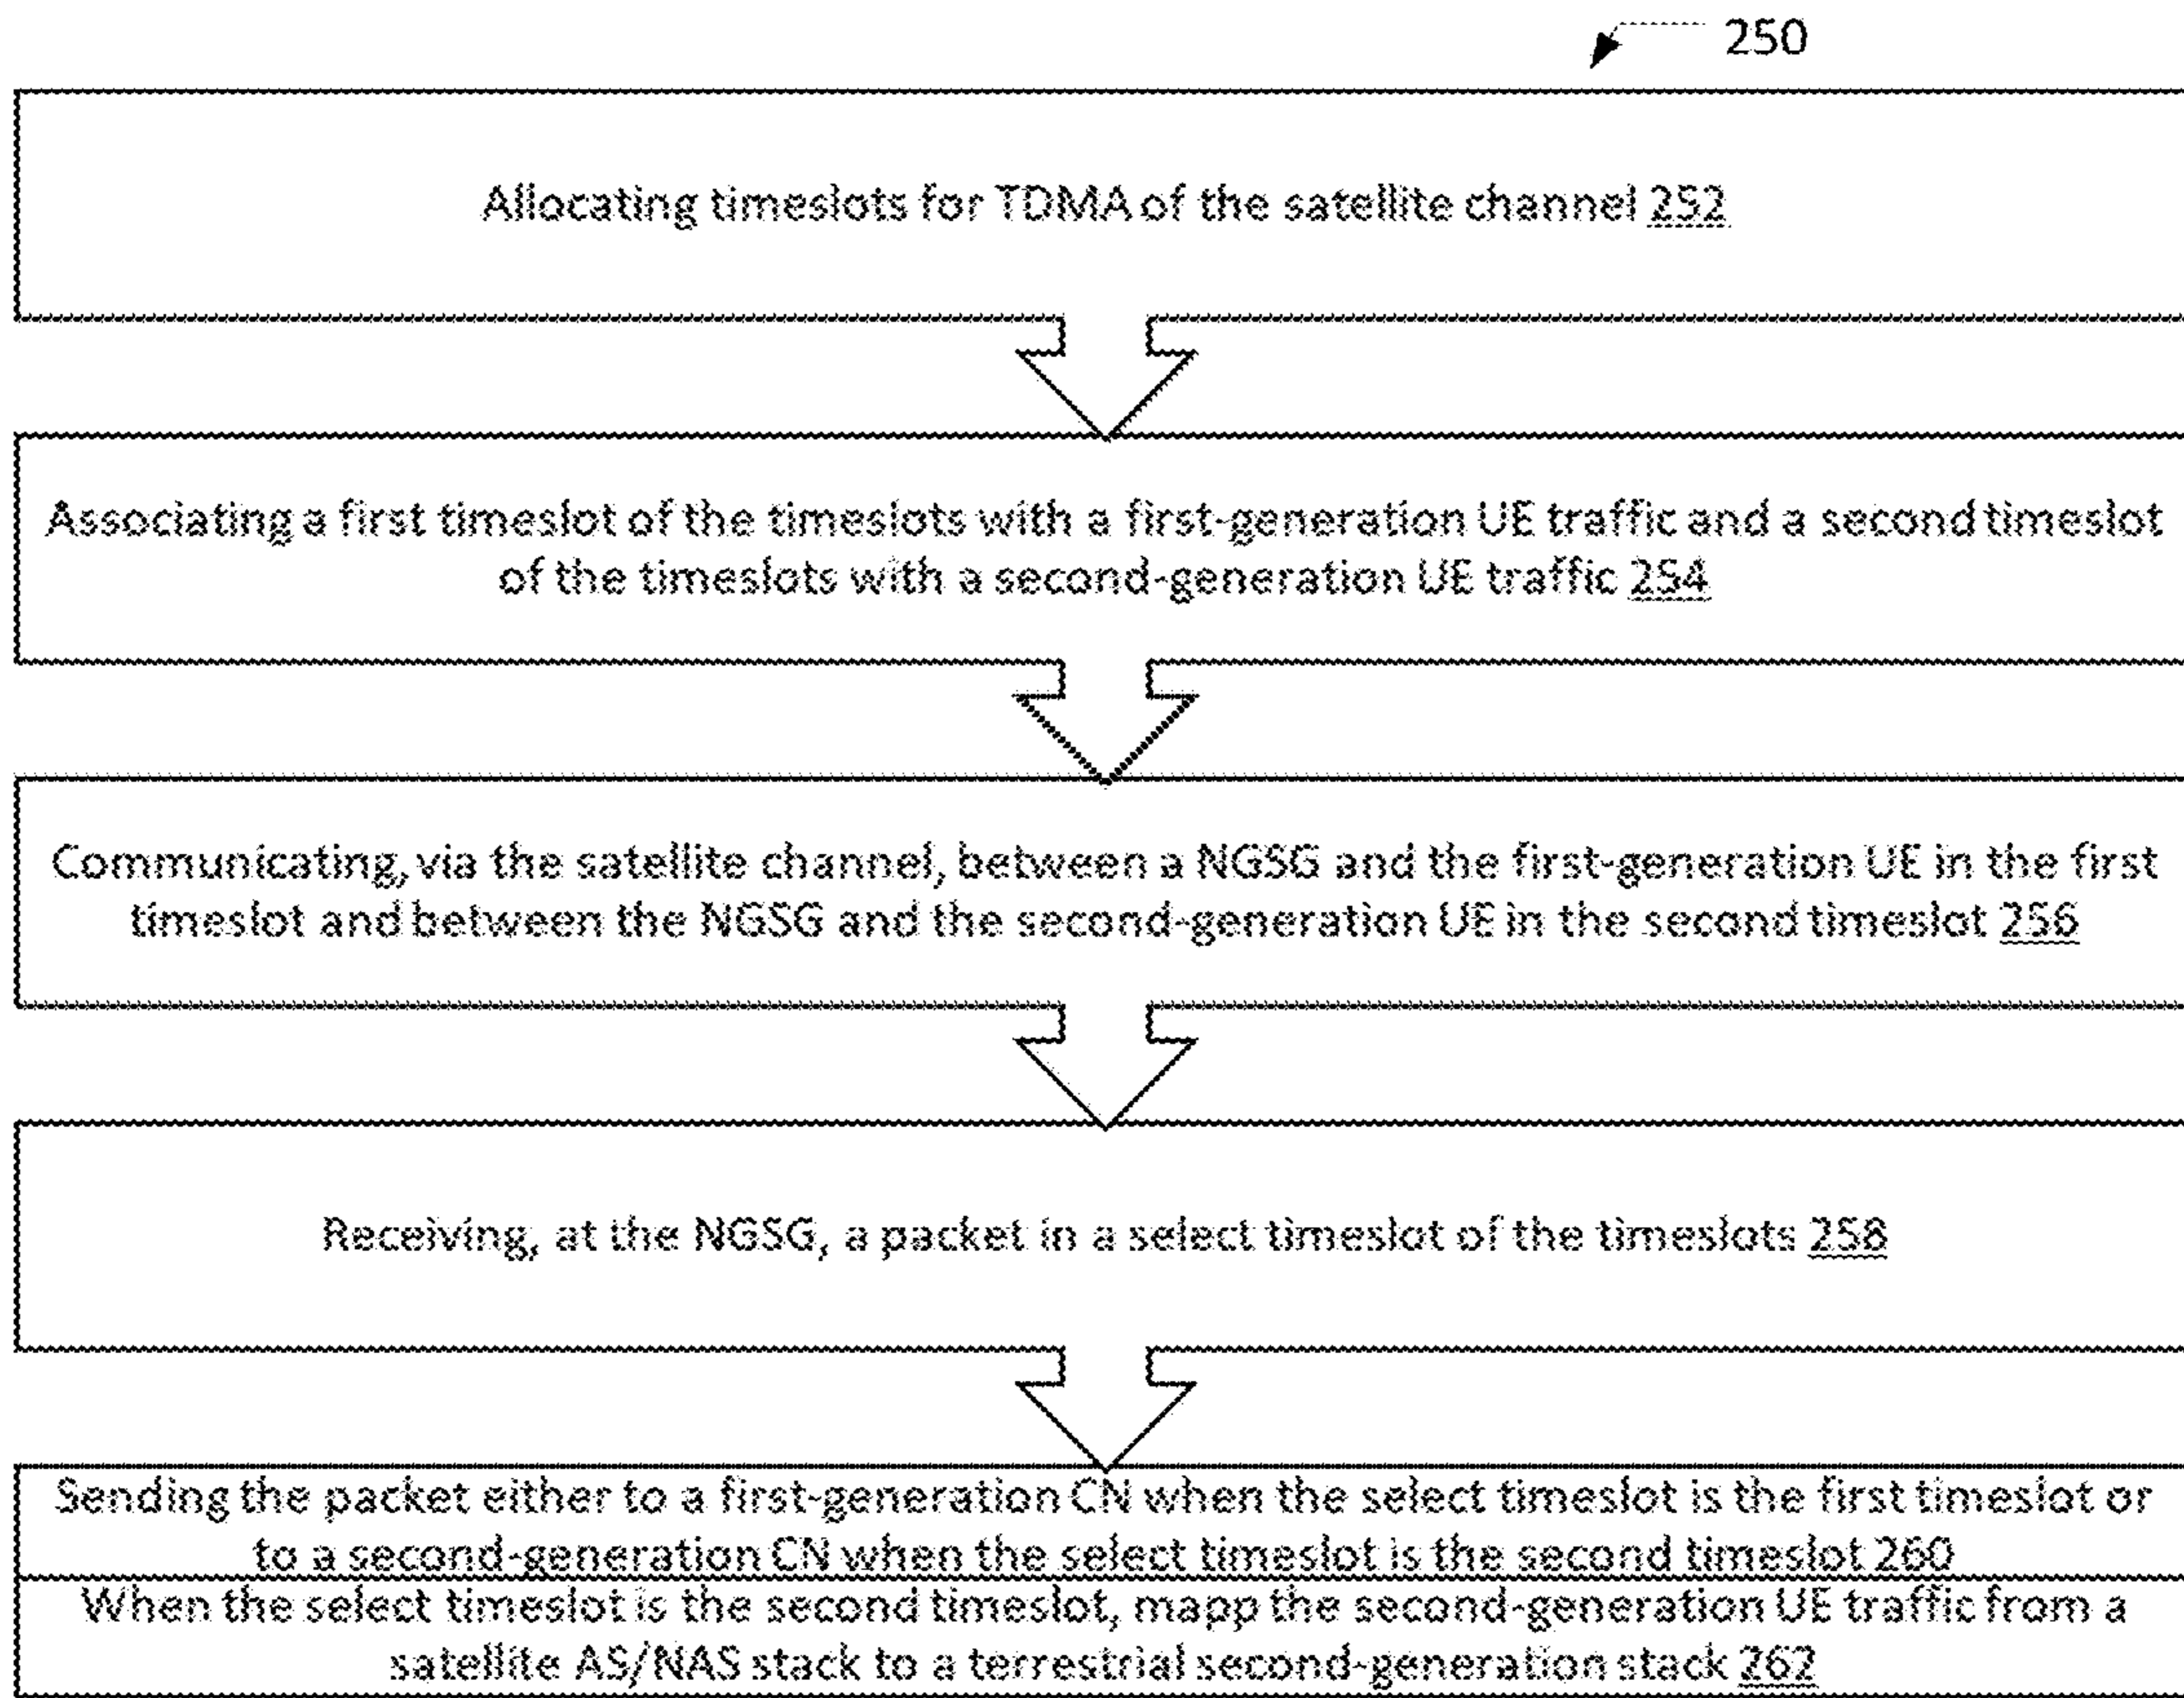 250
Allocating timeslots for TDMA of the satellite channel 252
Associating a first timeslot of the timeslots with a first-generation UE traffic and a second timeslot
of the timeslots with a second-generation UE traffic 254
Communicating, via the satellite channel, between a NGSG and the first-generation UE in the first
timeslot and between the NGSG and the second-generation UE in the second timeslot 256
Receiving, at the NGSG, a packet in a select timeslot of the timeslots 258
Sending the packet either to a first-generation CN when the select timeslot is the first timeslot or
to a second-generation CN when the select timeslot is the second timeslot 260
When the select timeslot is the second timeslot, mapp the second-generation UE traffic from a
satellite AS/NAS stack to a terrestrial second-generation stack 262